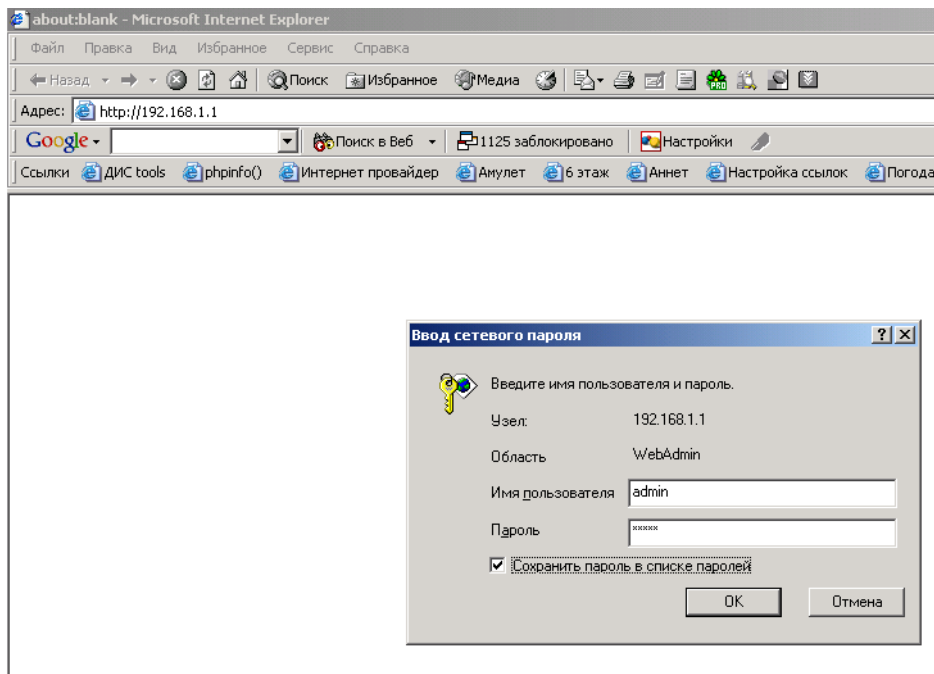 about:blank - Microsoft Internet Explorer
Файл Правка Вид Избранное Сервис Справка
Назад Поиск Избранное Медиа PRO
Адрес: http://192.168.1.1
Google Поиск в Веб 1125 заблокировано Настройки
Ссылки ДИС tools phpinfo() Интернет провайдер Амулет 6 этаж Аннет Настройка ссылок Погода
Ввод сетевого пароля
Введите имя пользователя и пароль.
Узел: 192.168.1.1
Область WebAdmin
Имя пользователя admin
Пароль xxxxx
Сохранить пароль в списке паролей
OK Отмена